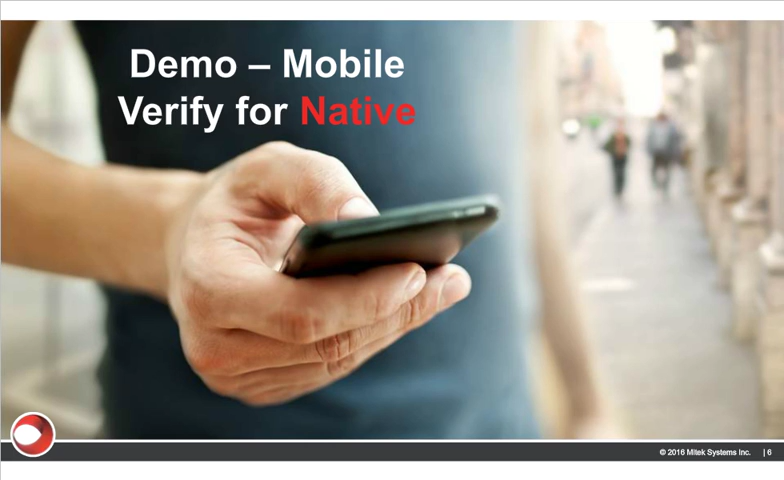 Demo – Mobile
Verify for Native
© 2016 Mitek Systems Inc. | 6